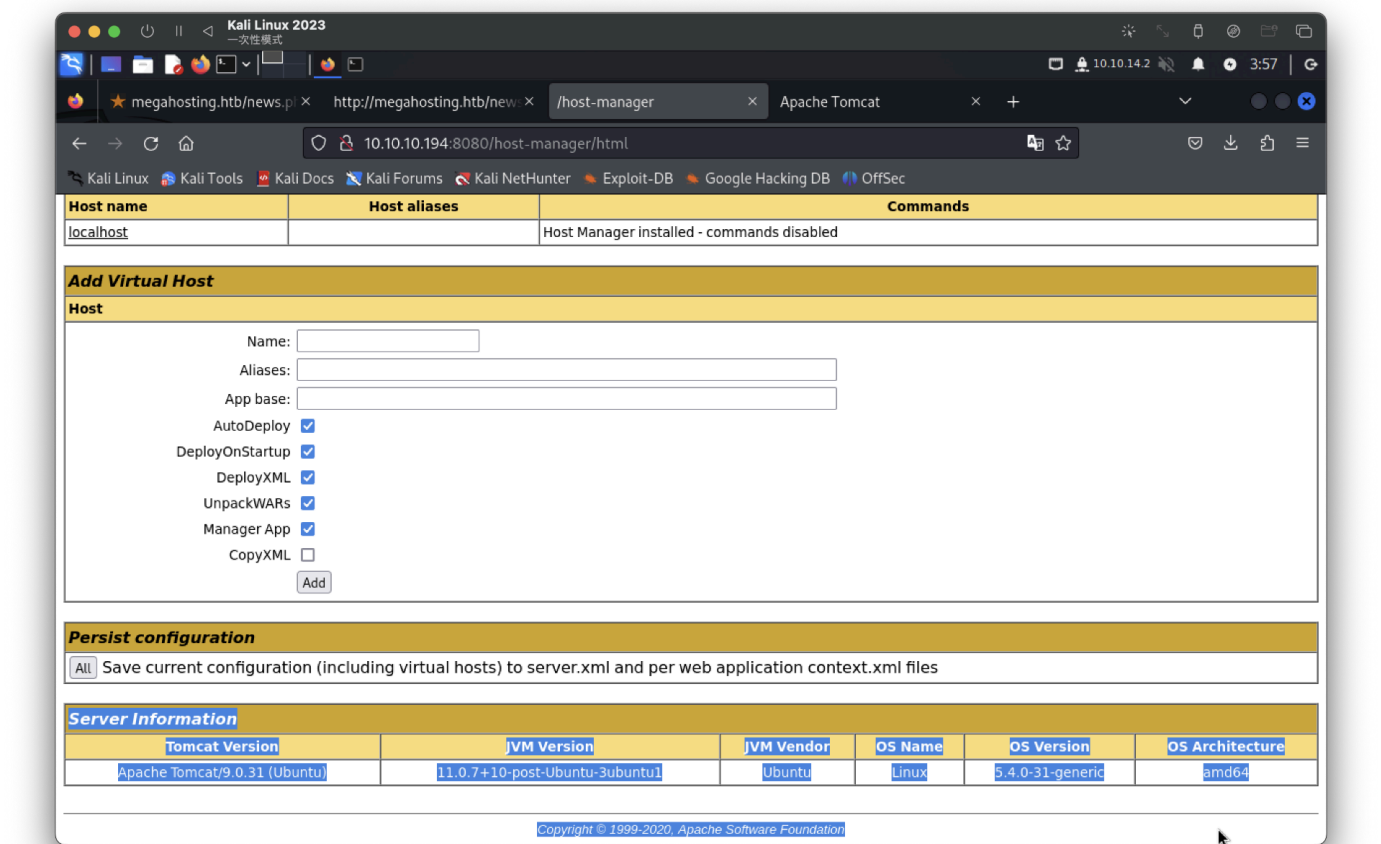 Kali Linux 2023
一次性模式
10.10.14.2 3:57
megahosting.htb/news.p http://megahosting.htb/news /host-manager Apache Tomcat
10.10.10.194:8080/host-manager/html
Kali Linux Kali Tools Kali Docs Kali Forums Kali NetHunter Exploit-DB Google Hacking DB OffSec
Host name Host aliases Commands
localhost Host Manager installed - commands disabled
Add Virtual Host
Host
Name:
Aliases:
App base:
AutoDeploy
DeployOnStartup
DeployXML
UnpackWARs
Manager App
CopyXML
Add
Persist configuration
All Save current configuration (including virtual hosts) to server.xml and per web application context.xml files
Server Information
Tomcat Version JVM Version JVM Vendor OS Name OS Version OS Architecture
Apache Tomcat/9.0.31 (Ubuntu) 11.0.7+10-post-Ubuntu-3ubuntu1 Ubuntu Linux 5.4.0-31-generic amd64
Copyright © 1999-2020, Apache Software Foundation